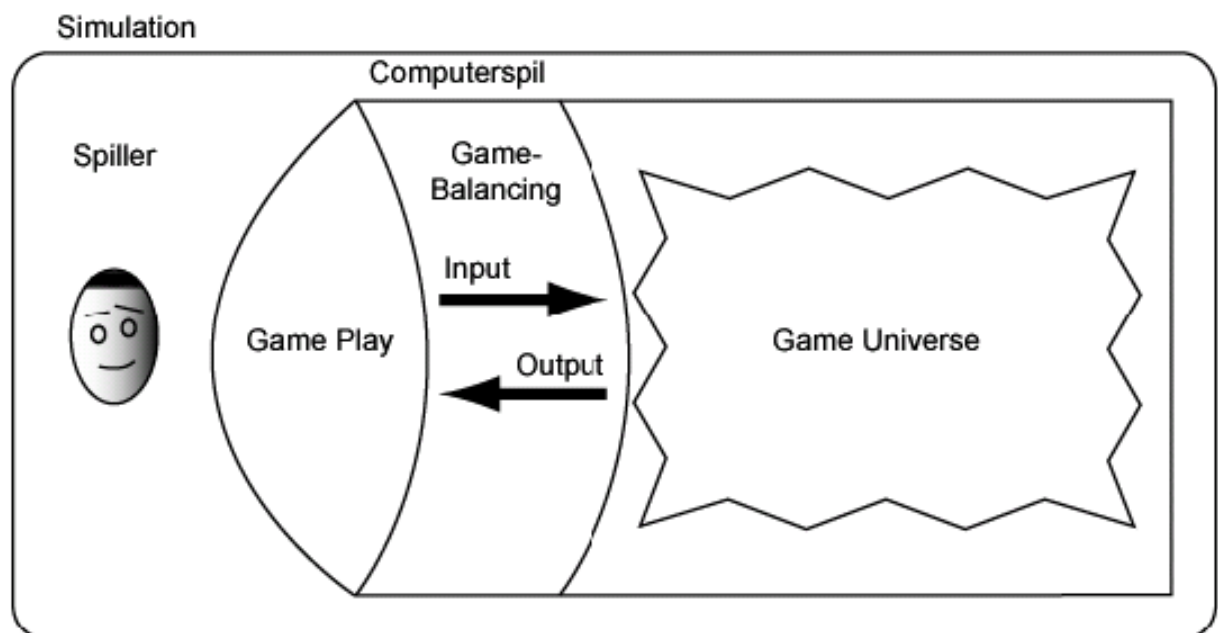 Simulation
Computerspil
Spiller
Game-
Balancing
Input
Game Play
Output
Game Universe